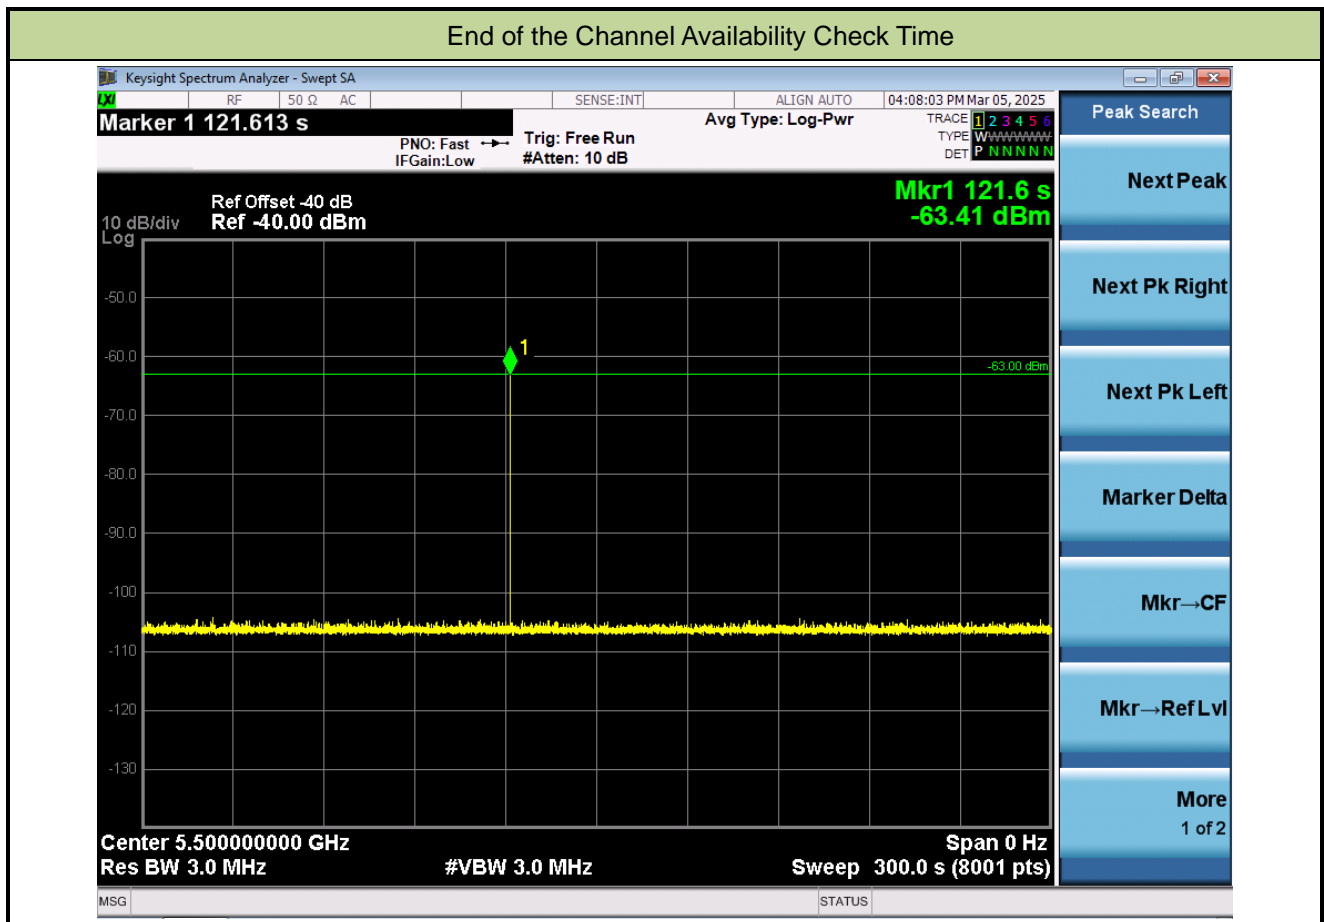 End of the Channel Availability Check Time
Keysight Spectrum Analyzer - Swept SA
LXI RF 50 Ω AC SENSE:INT ALIGN AUTO 04:08:03 PM Mar 05, 2025
Marker 1 121.613 s
PNO: Fast
IFGain:Low
Trig: Free Run
#Atten: 10 dB
Avg Type: Log-Pwr
TRACE 1 2 3 4 5 6
TYPE WWWWWW
DET P N N N N N
Peak Search
Mkr1 121.6 s
-63.41 dBm
Ref Offset -40 dB
10 dB/div Ref -40.00 dBm
Log
-50.0
-60.0
-70.0
-80.0
-90.0
-100
-110
-120
-130
1
-63.00 dBm
Next Peak
Next Pk Right
Next Pk Left
Marker Delta
Mkr→CF
Mkr→Ref Lvl
More
1 of 2
Center 5.500000000 GHz Span 0 Hz
Res BW 3.0 MHz #VBW 3.0 MHz Sweep 300.0 s (8001 pts)
MSG STATUS